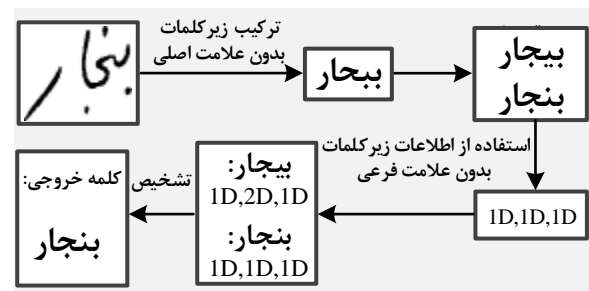 بنجار
ترکیب زیرکلمات
بدون علامت اصلی
ببحار
بیجار
بنجار
استفاده از اطلاعات زیرکلمات
بدون علامت فرعی
1D,1D,1D
بیجار:
1D,2D,1D
بنجار:
1D,1D,1D
تشخیص
کلمه خروجی:
بنجار